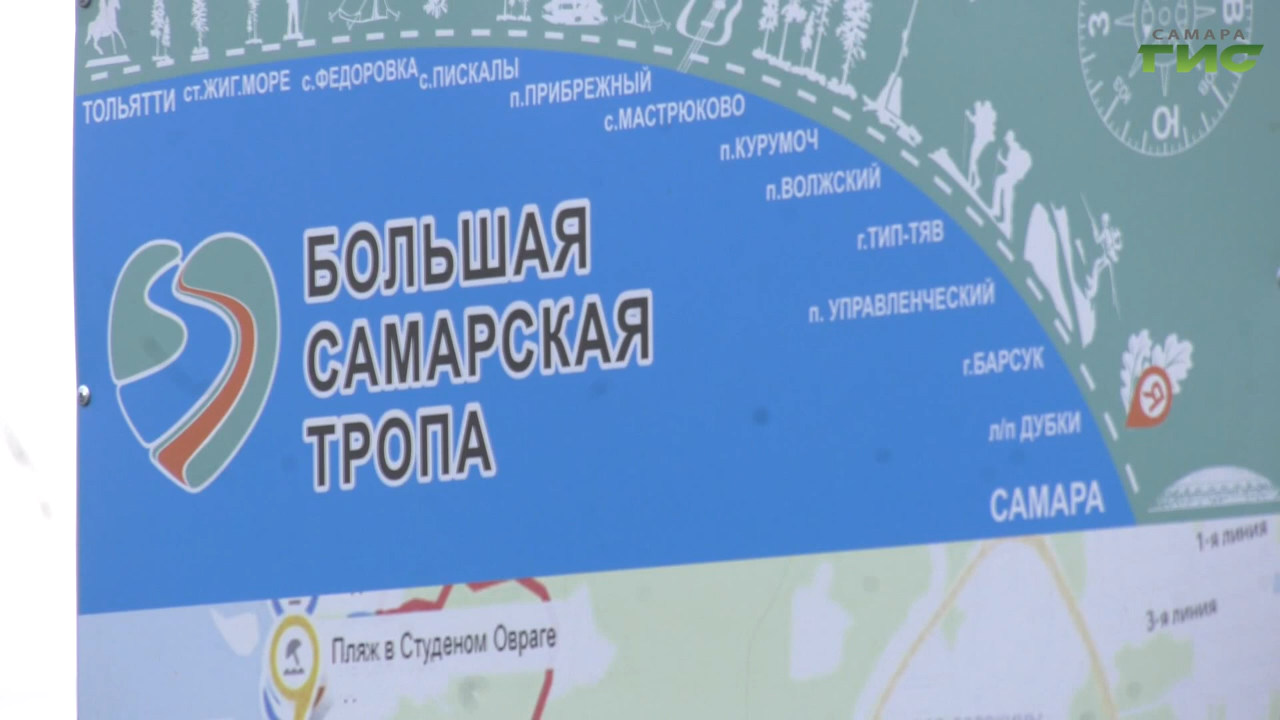 САМАРА
ГИС
З
В
Ю
ТОЛЬЯТТИ
ст.ЖИГ.МОРЕ
с.ФЕДОРОВКА
с.ПИСКАЛЫ
п.ПРИБРЕЖНЫЙ
с.МАСТРЮКОВО
п.КУРУМОЧ
п.ВОЛЖСКИЙ
г.ТИП-ТЯВ
п. УПРАВЛЕНЧЕСКИЙ
г.БАРСУК
л/п ДУБКИ
САМАРА
БОЛЬШАЯ
САМАРСКАЯ
ТРОПА
1-я линия
3-я линия
Пляж в Студеном Овраге